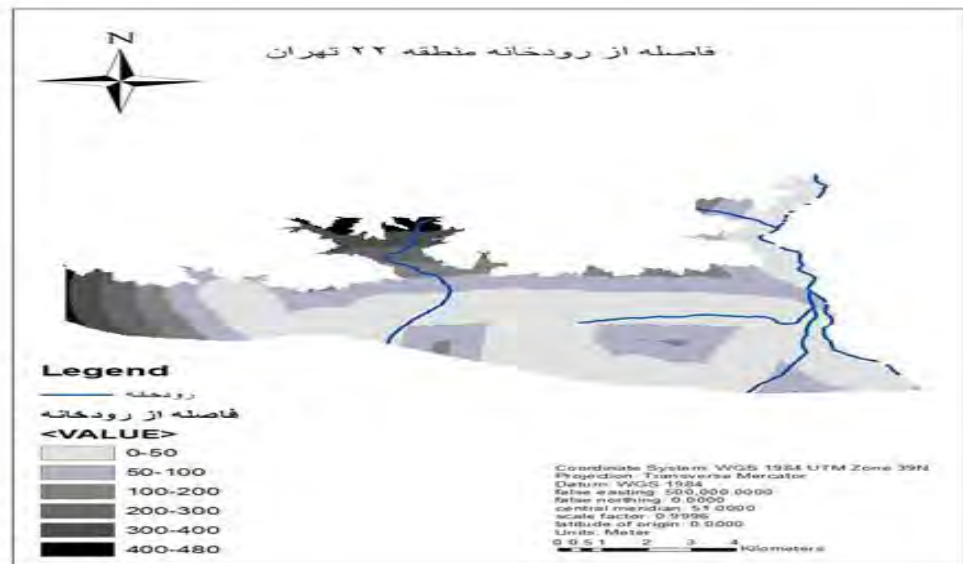 N
فاصله از رودخانه منطقه ۲۲ تهران
Legend
رودخانه
فاصله از رودخانه
<VALUE>
0-50
50-100
100-200
200-300
300-400
400-480
Coordinate System: WGS 1984 UTM Zone 39N
Projection: Transverse Mercator
Datum: WGS 1984
false easting: 500,000.0000
false northing: 0.0000
central meridian: 51.0000
scale factor: 0.9996
latitude of origin: 0.0000
Units: Meter
0 0.5 1 2 3 4
Kilometers